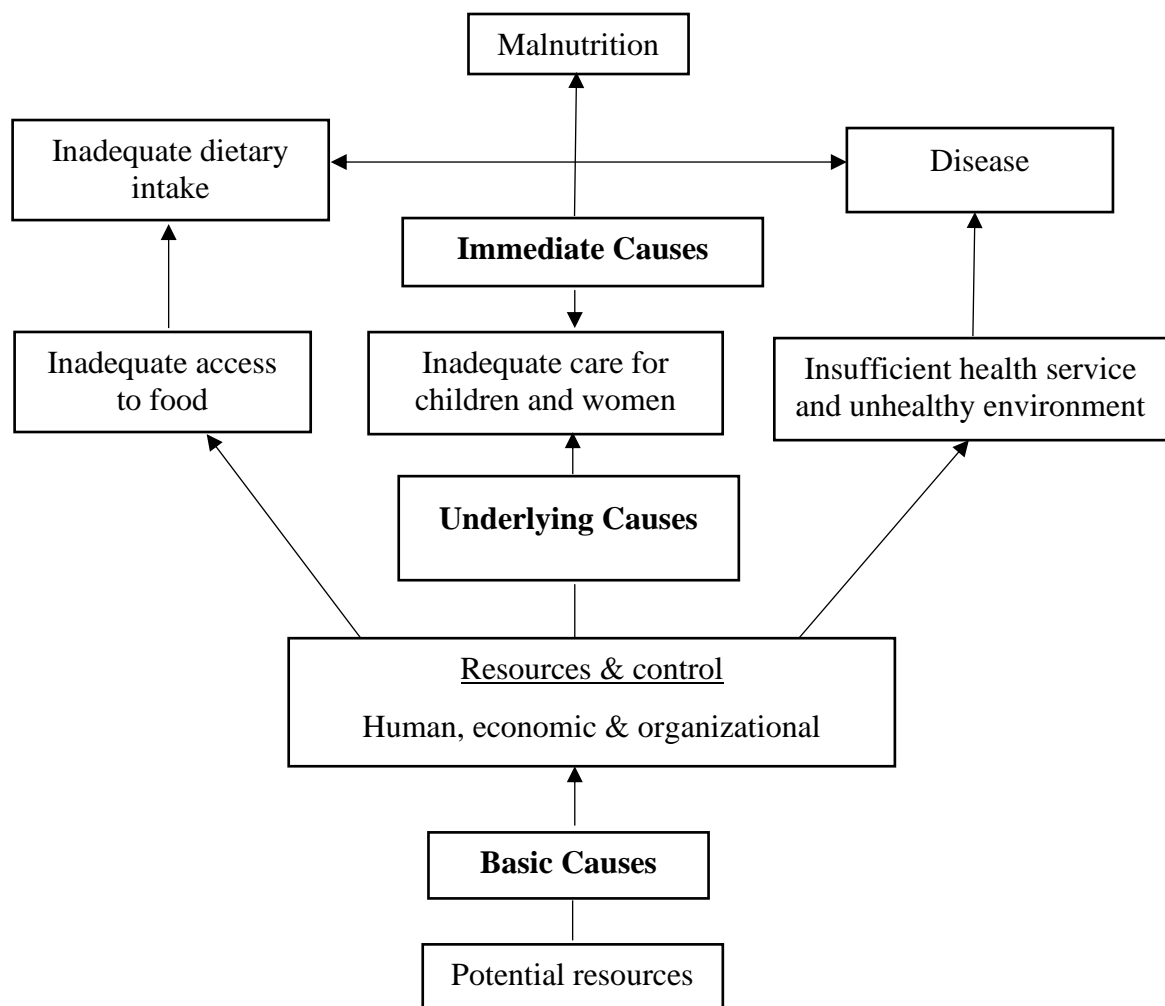 Malnutrition
Inadequate dietary
intake
Disease
Immediate Causes
Inadequate access
to food
Inadequate care for
children and women
Insufficient health service
and unhealthy environment
Underlying Causes
Resources & control
Human, economic & organizational
Basic Causes
Potential resources